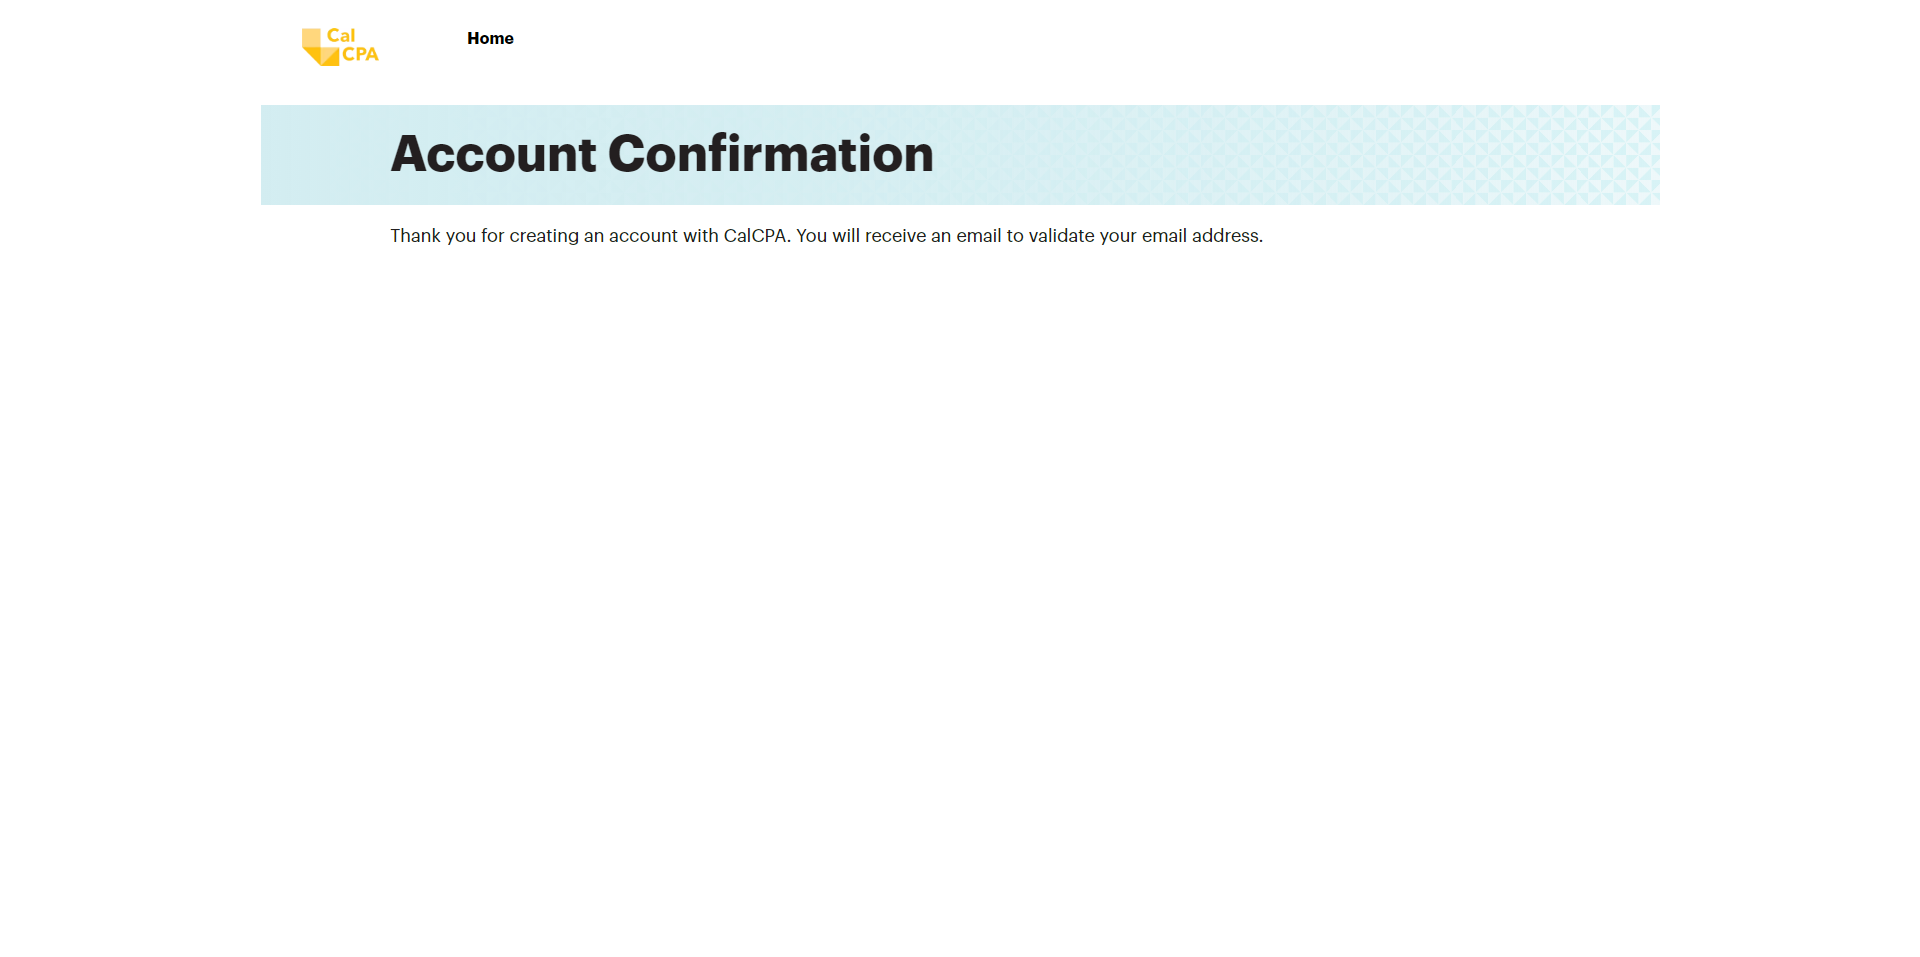 Cal
CPA
Home
Account Confirmation
Thank you for creating an account with CalCPA. You will receive an email to validate your email address.